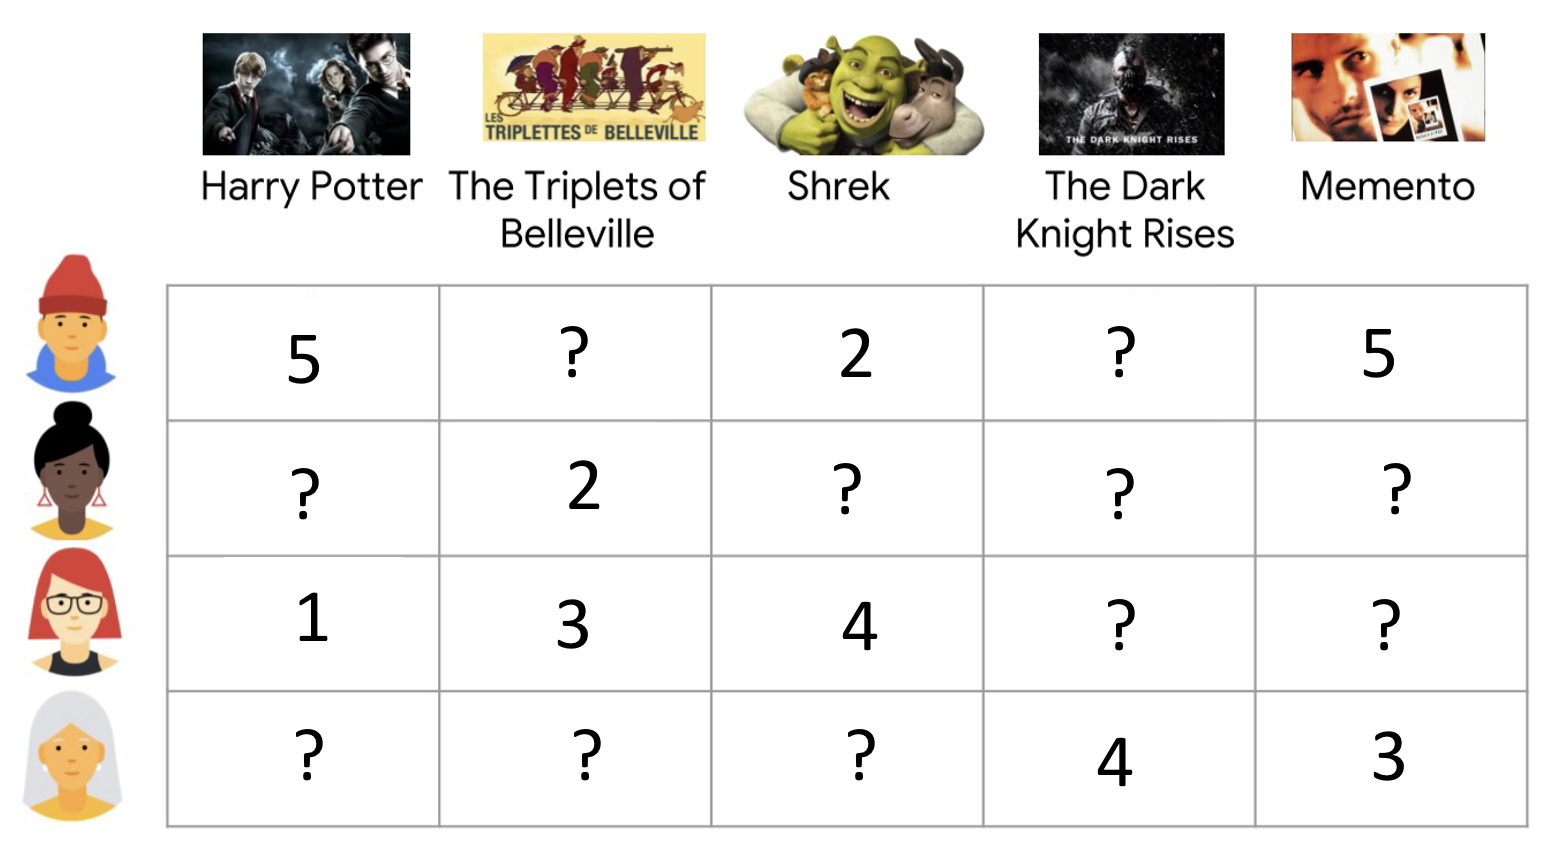 LES
TRIPLETTES DE BELLEVILLE
THE DARK KNIGHT RISES
Harry Potter
The Triplets of
Belleville
Shrek
The Dark
Knight Rises
Memento
5 ? 2 ? 5
? 2 ? ? ?
1 3 4 ? ?
? ? ? 4 3